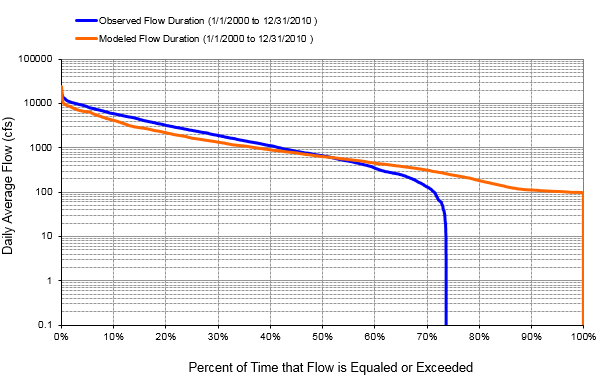 Observed Flow Duration (1/1/2000 to 12/31/2010 )
Modeled Flow Duration (1/1/2000 to 12/31/2010 )
100000
10000
1000
100
10
1
0.1
Daily Average Flow (cfs)
0% 10% 20% 30% 40% 50% 60% 70% 80% 90% 100%
Percent of Time that Flow is Equaled or Exceeded